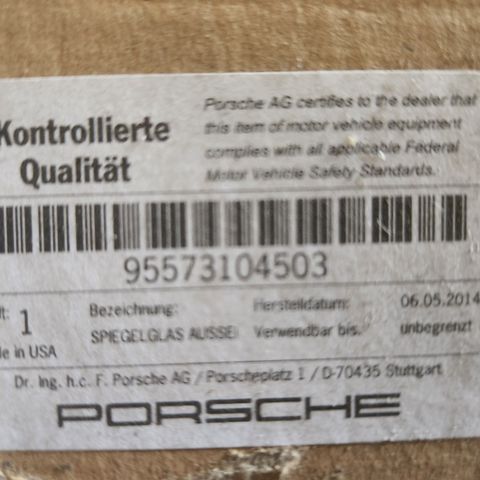 Kontrollierte
Qualität
Porsche AG certifies to the dealer that
this item of motor vehicle equipment
complies with all applicable Federal
Motor Vehicle Safety Standards.
95573104503
t: 1
de in USA
Bezeichnung:
SPIEGELGLAS AUSSE
Herstelldatum: 06.05.2014
Verwendbar bis: unbegrenzt
Dr. Ing. h.c. F. Porsche AG / Porscheplatz 1 / D-70435 Stuttgart
PORSCHE